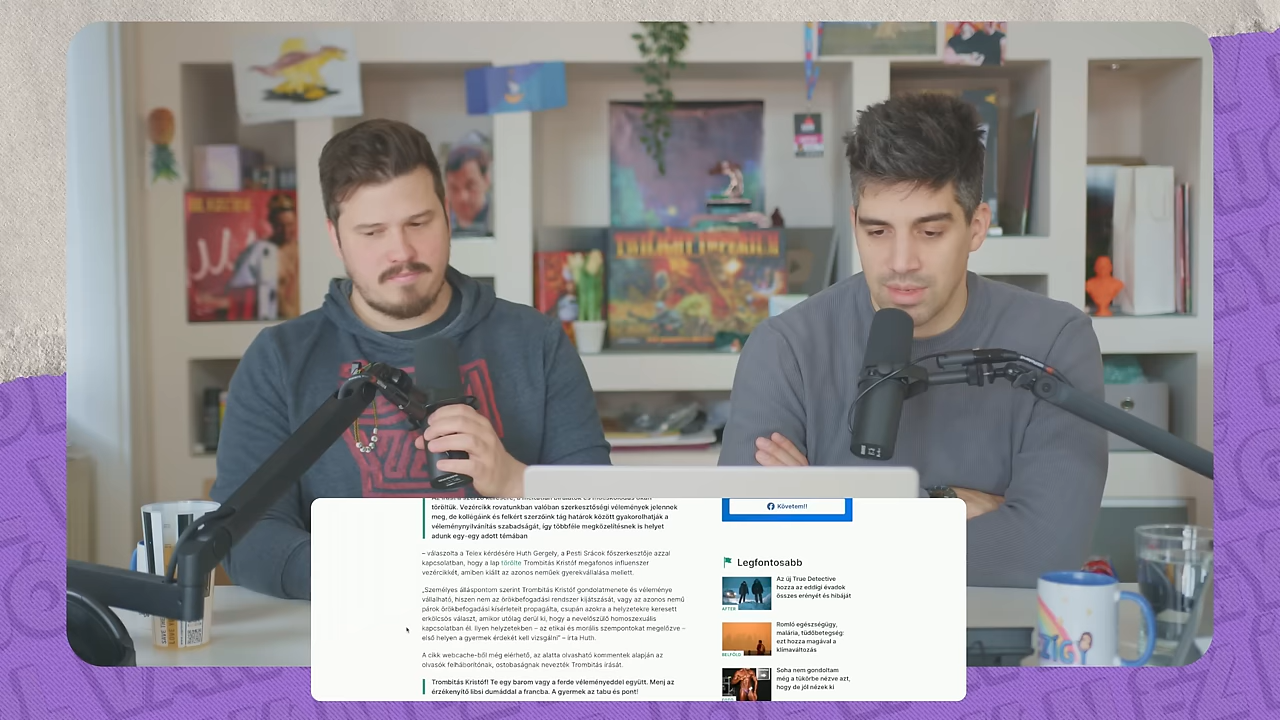 TWILIGHT IMPERIUM
ZIGY
töröltük. Vezércikk rovatunkban valóban szerkesztőségi vélemények jelennek
meg, de kollégáink és felkért szerzőink tág határok között gyakorolhatják a
véleménynyilvánítás szabadságát, így többféle megközelítésnek is helyet
adunk egy-egy adott témában
– válaszolta a Telex kérdésére Huth Gergely, a Pesti Srácok főszerkesztője azzal
kapcsolatban, hogy a lap törölte Trombitás Kristóf megafonos influenszer
vezércikkét, amiben kiállt az azonos neműek gyerekvállalása mellett.
„Személyes álláspontom szerint Trombitás Kristóf gondolatmenete és véleménye
vállalható, hiszen nem az örökbefogadási rendszer kijátszását, vagy az azonos nemű
párok örökbefogadási kísérleteit propagálta, csupán azokra a helyzetekre keresett
erkölcsös választ, amikor utólag derül ki, hogy a nevelőszülő homoszexuális
kapcsolatban él. Ilyen helyzetekben – az etikai és morális szempontokat megelőzve –
első helyen a gyermek érdekét kell vizsgálni" – írta Huth.
A cikk webcache-ből még elérhető, az alatta olvasható kommentek alapján az
olvasók felháborítónak, ostobaságnak nevezték Trombitás írását.
Trombitás Kristóf! Te egy barom vagy a ferde véleményeddel együtt. Menj az
érzékenyítő libsi dumáddal a francba. A gyermek az tabu és pont!
Követem!!
Legfontosabb
Az új True Detective
hozza az eddigi évadok
összes erényét és hibáját
AFTER
Romló egészségügy,
malária, tüdőbetegség:
ezt hozza magával a
klímaváltozás
BELFÖLD
Soha nem gondoltam
még a tükörbe nézve azt,
hogy de jól nézek ki